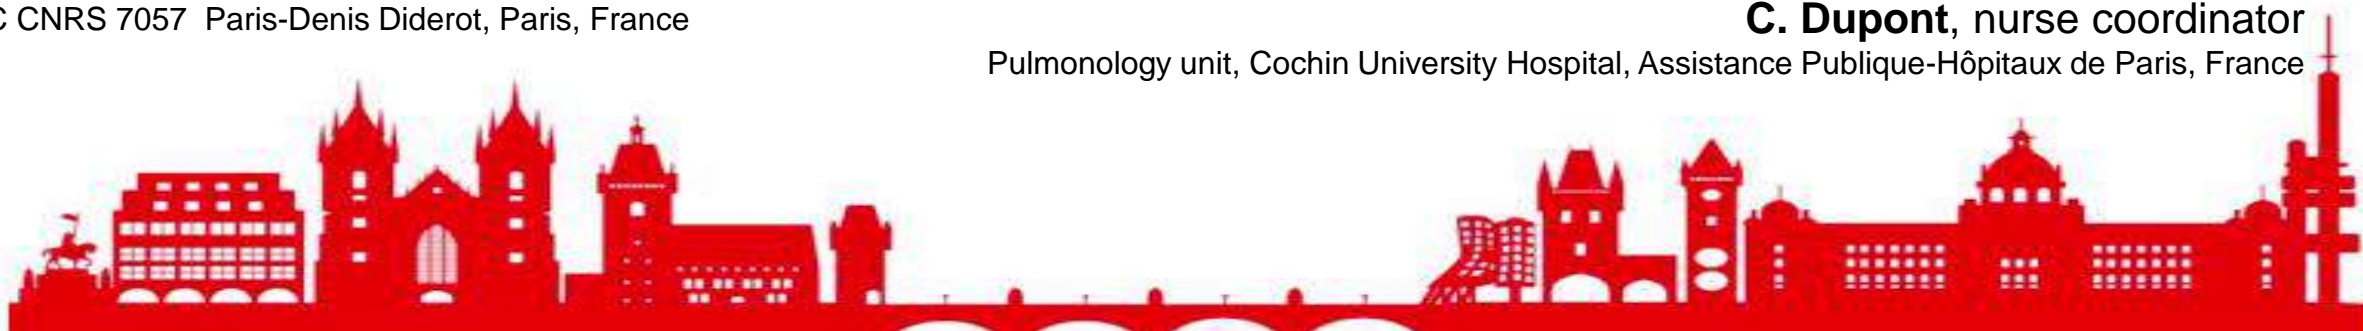 C CNRS 7057 Paris-Denis Diderot, Paris, France
C. Dupont, nurse coordinator
Pulmonology unit, Cochin University Hospital, Assistance Publique-Hôpitaux de Paris, France